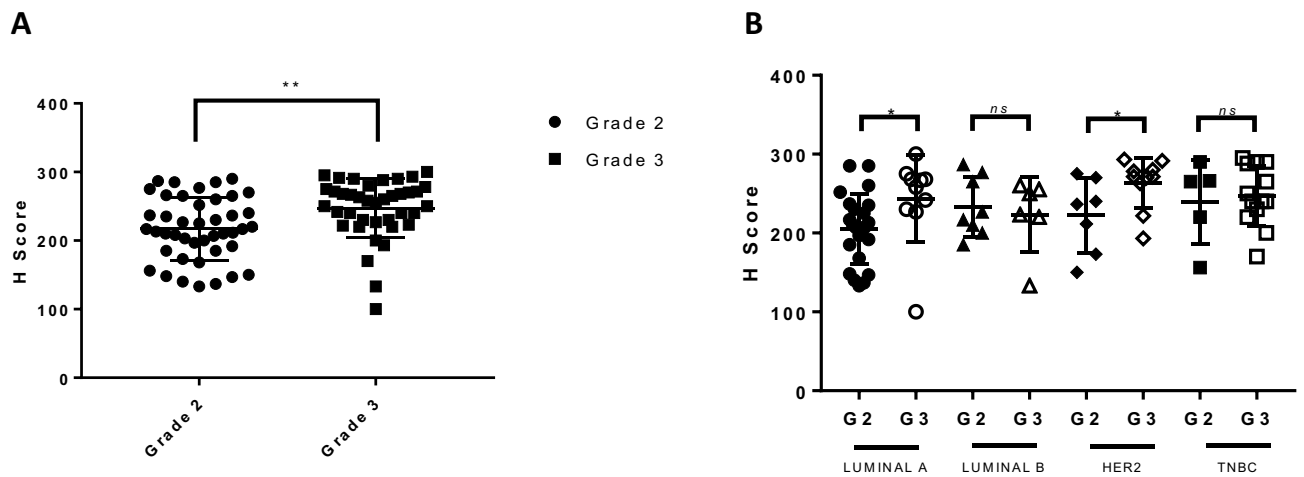 A
B
**
400
300
200
100
0
H Score
Grade 2
Grade 3
Grade 2
Grade 3
400
300
200
100
0
H Score
*
ns
*
ns
G2 G3 G2 G3 G2 G3 G2 G3
LUMINAL A LUMINAL B HER2 TNBC